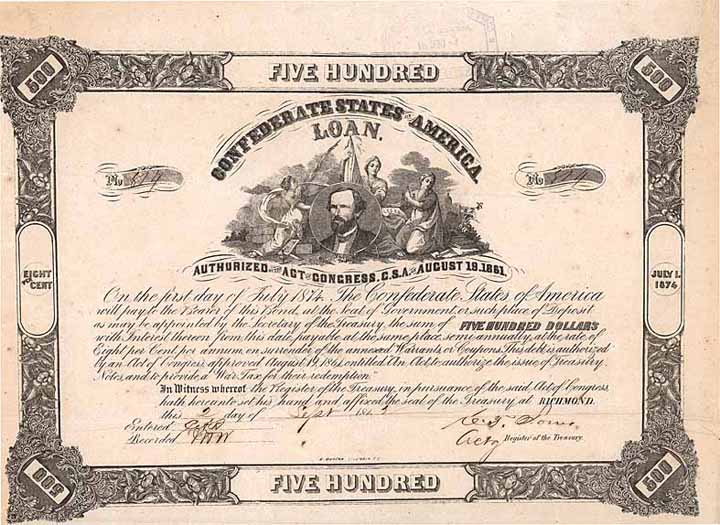 500 FIVE HUNDRED 500
CONFEDERATE STATES OF AMERICA
LOAN.
No 874 No
AUTHORIZED BY THE ACT OF CONGRESS, C.S.A. OF AUGUST 19, 1861.
EIGHT PER CENT
JULY 1. 1874
On the first day of July 1874, The Confederate States of America
will pay to the Bearer of this Bond, at the Seat of Government, or such place of Deposit
as may be appointed by the Secretary of the Treasury, the sum of FIVE HUNDRED DOLLARS
with Interest thereon from this date, payable at the same place, semi-annually, at the rate of
Eight per Cent per annum, on surrender of the annexed Warrants or Coupons. This debt is authorized
by an Act of Congress, approved August 19, 1861, entitled "An Act to authorize the issue of Treasury
Notes, and to provide a War Tax for their redemption."
In Witness whereof the Register of the Treasury, in pursuance of the said Act of Congress,
hath hereunto set his hand and affixed the seal of the Treasury, at RICHMOND.
this 2 day of Sept 186
Entered
Recorded
Register of the Treasury.
500 FIVE HUNDRED 500